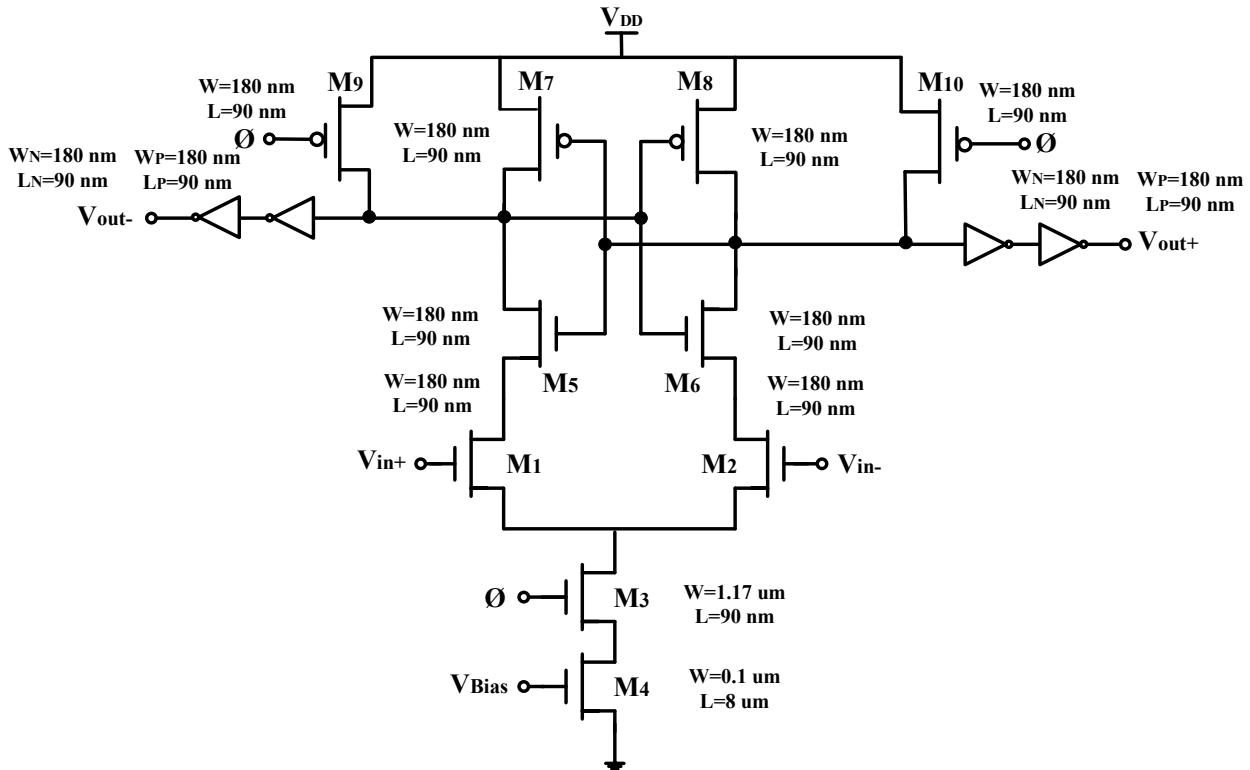 VDD
M9
M7
M8
M10
W=180 nm
L=90 nm
Ø
W=180 nm
L=90 nm
W=180 nm
L=90 nm
W=180 nm
L=90 nm
Ø
WN=180 nm
LN=90 nm
WP=180 nm
LP=90 nm
Vout-
WN=180 nm
LN=90 nm
WP=180 nm
LP=90 nm
Vout+
W=180 nm
L=90 nm
M5
M6
W=180 nm
L=90 nm
W=180 nm
L=90 nm
W=180 nm
L=90 nm
Vin+
M1
M2
Vin-
Ø
M3
W=1.17 um
L=90 nm
VBias
M4
W=0.1 um
L=8 um